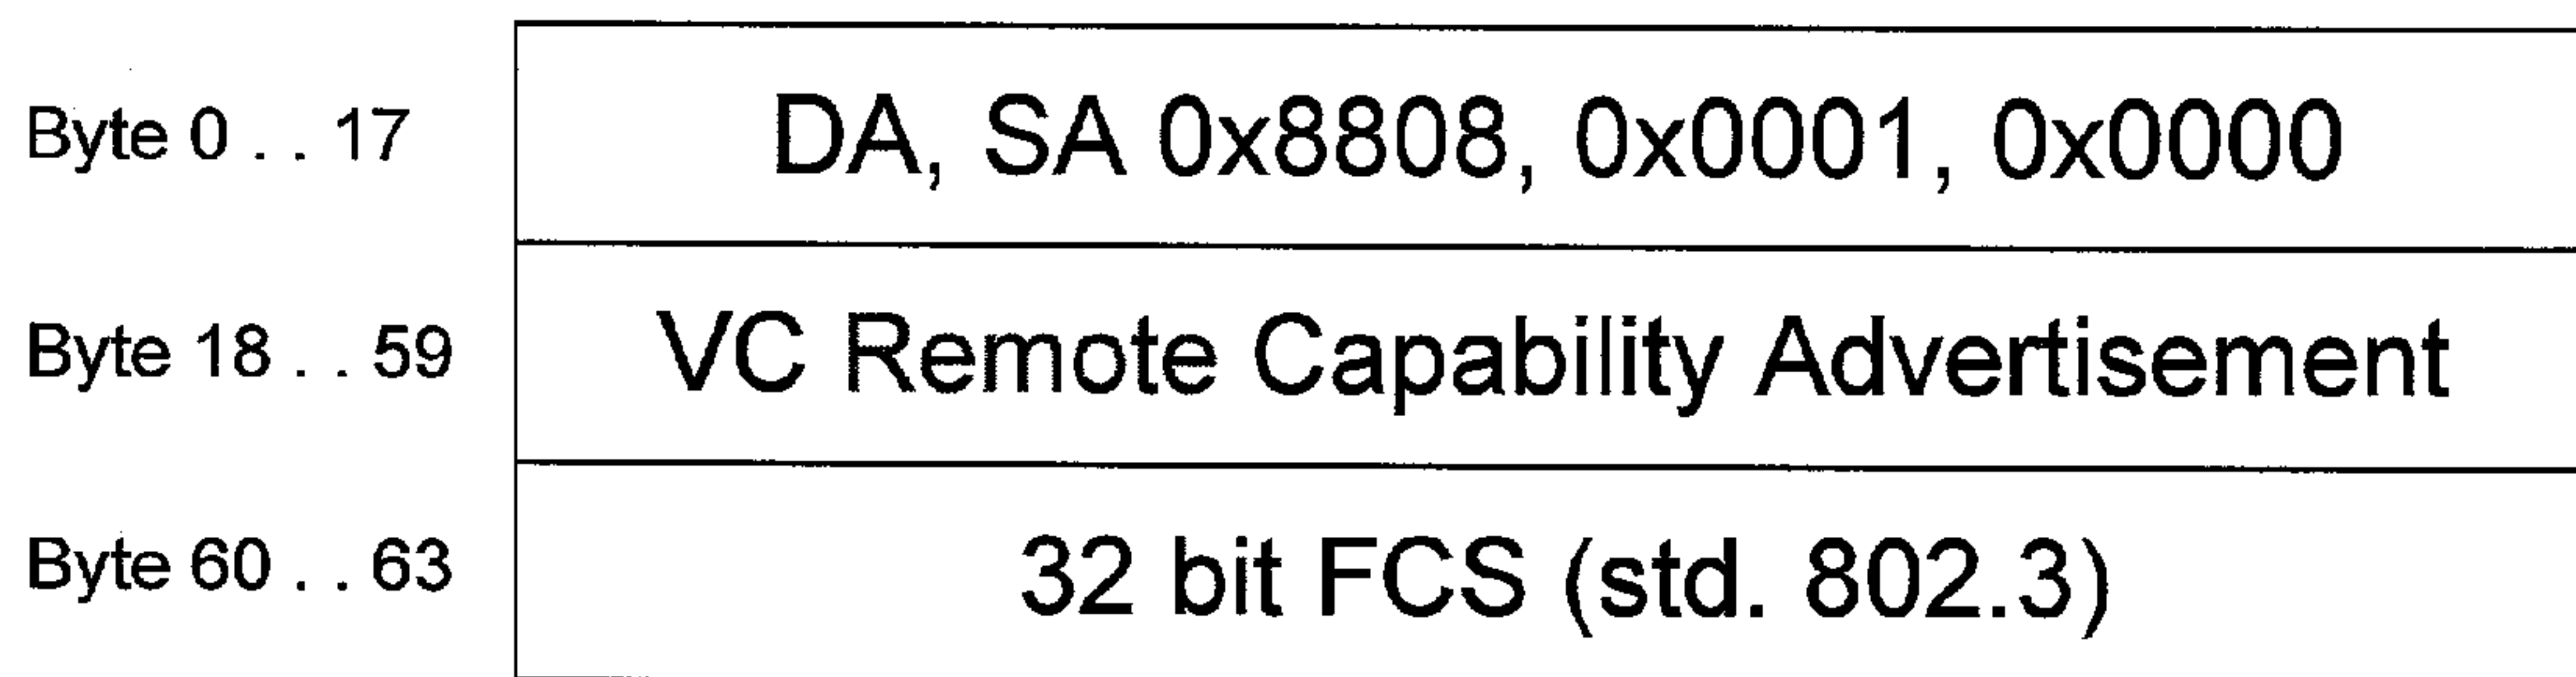 Byte 0 . . 17 DA, SA 0x8808, 0x0001, 0x0000
Byte 18 . . 59 VC Remote Capability Advertisement
Byte 60 . . 63 32 bit FCS (std. 802.3)